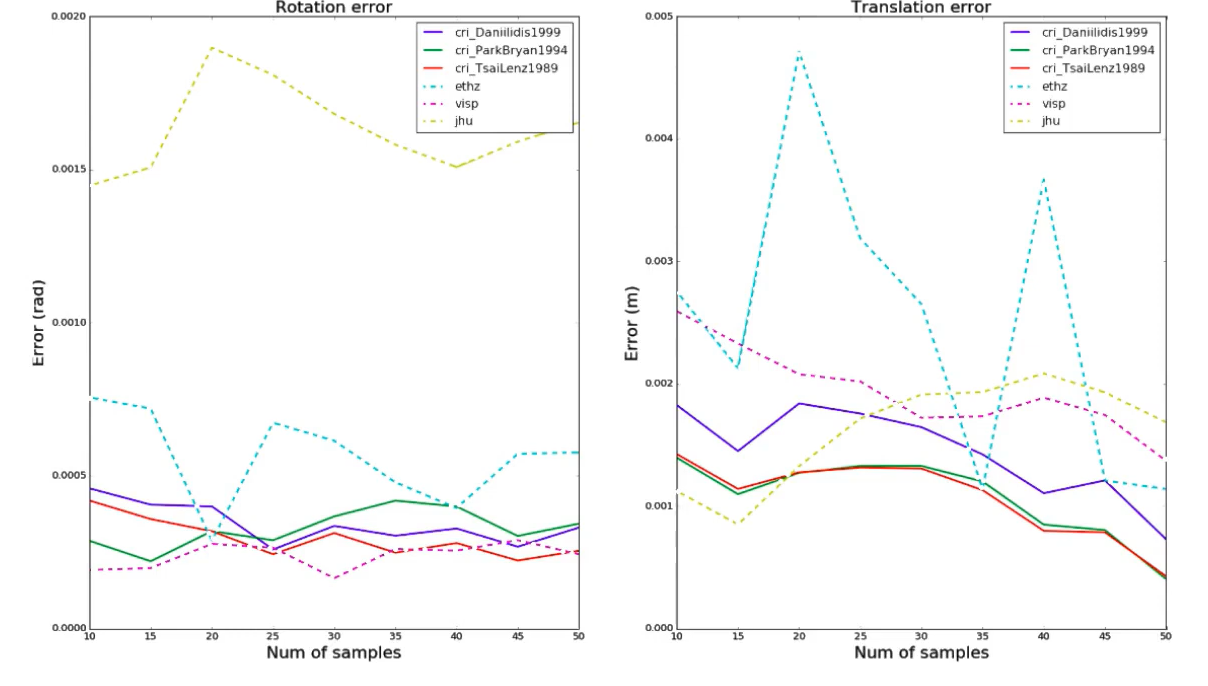 Rotation error
0.0020
0.0015
0.0010
0.0005
0.0000
Error (rad)
cri_Daniilidis1999
cri_ParkBryan1994
cri_TsaiLenz1989
ethz
visp
jhu
10 15 20 25 30 35 40 45 50
Num of samples
Translation error
0.005
0.004
0.003
0.002
0.001
0.000
Error (m)
cri_Daniilidis1999
cri_ParkBryan1994
cri_TsaiLenz1989
ethz
visp
jhu
10 15 20 25 30 35 40 45 50
Num of samples